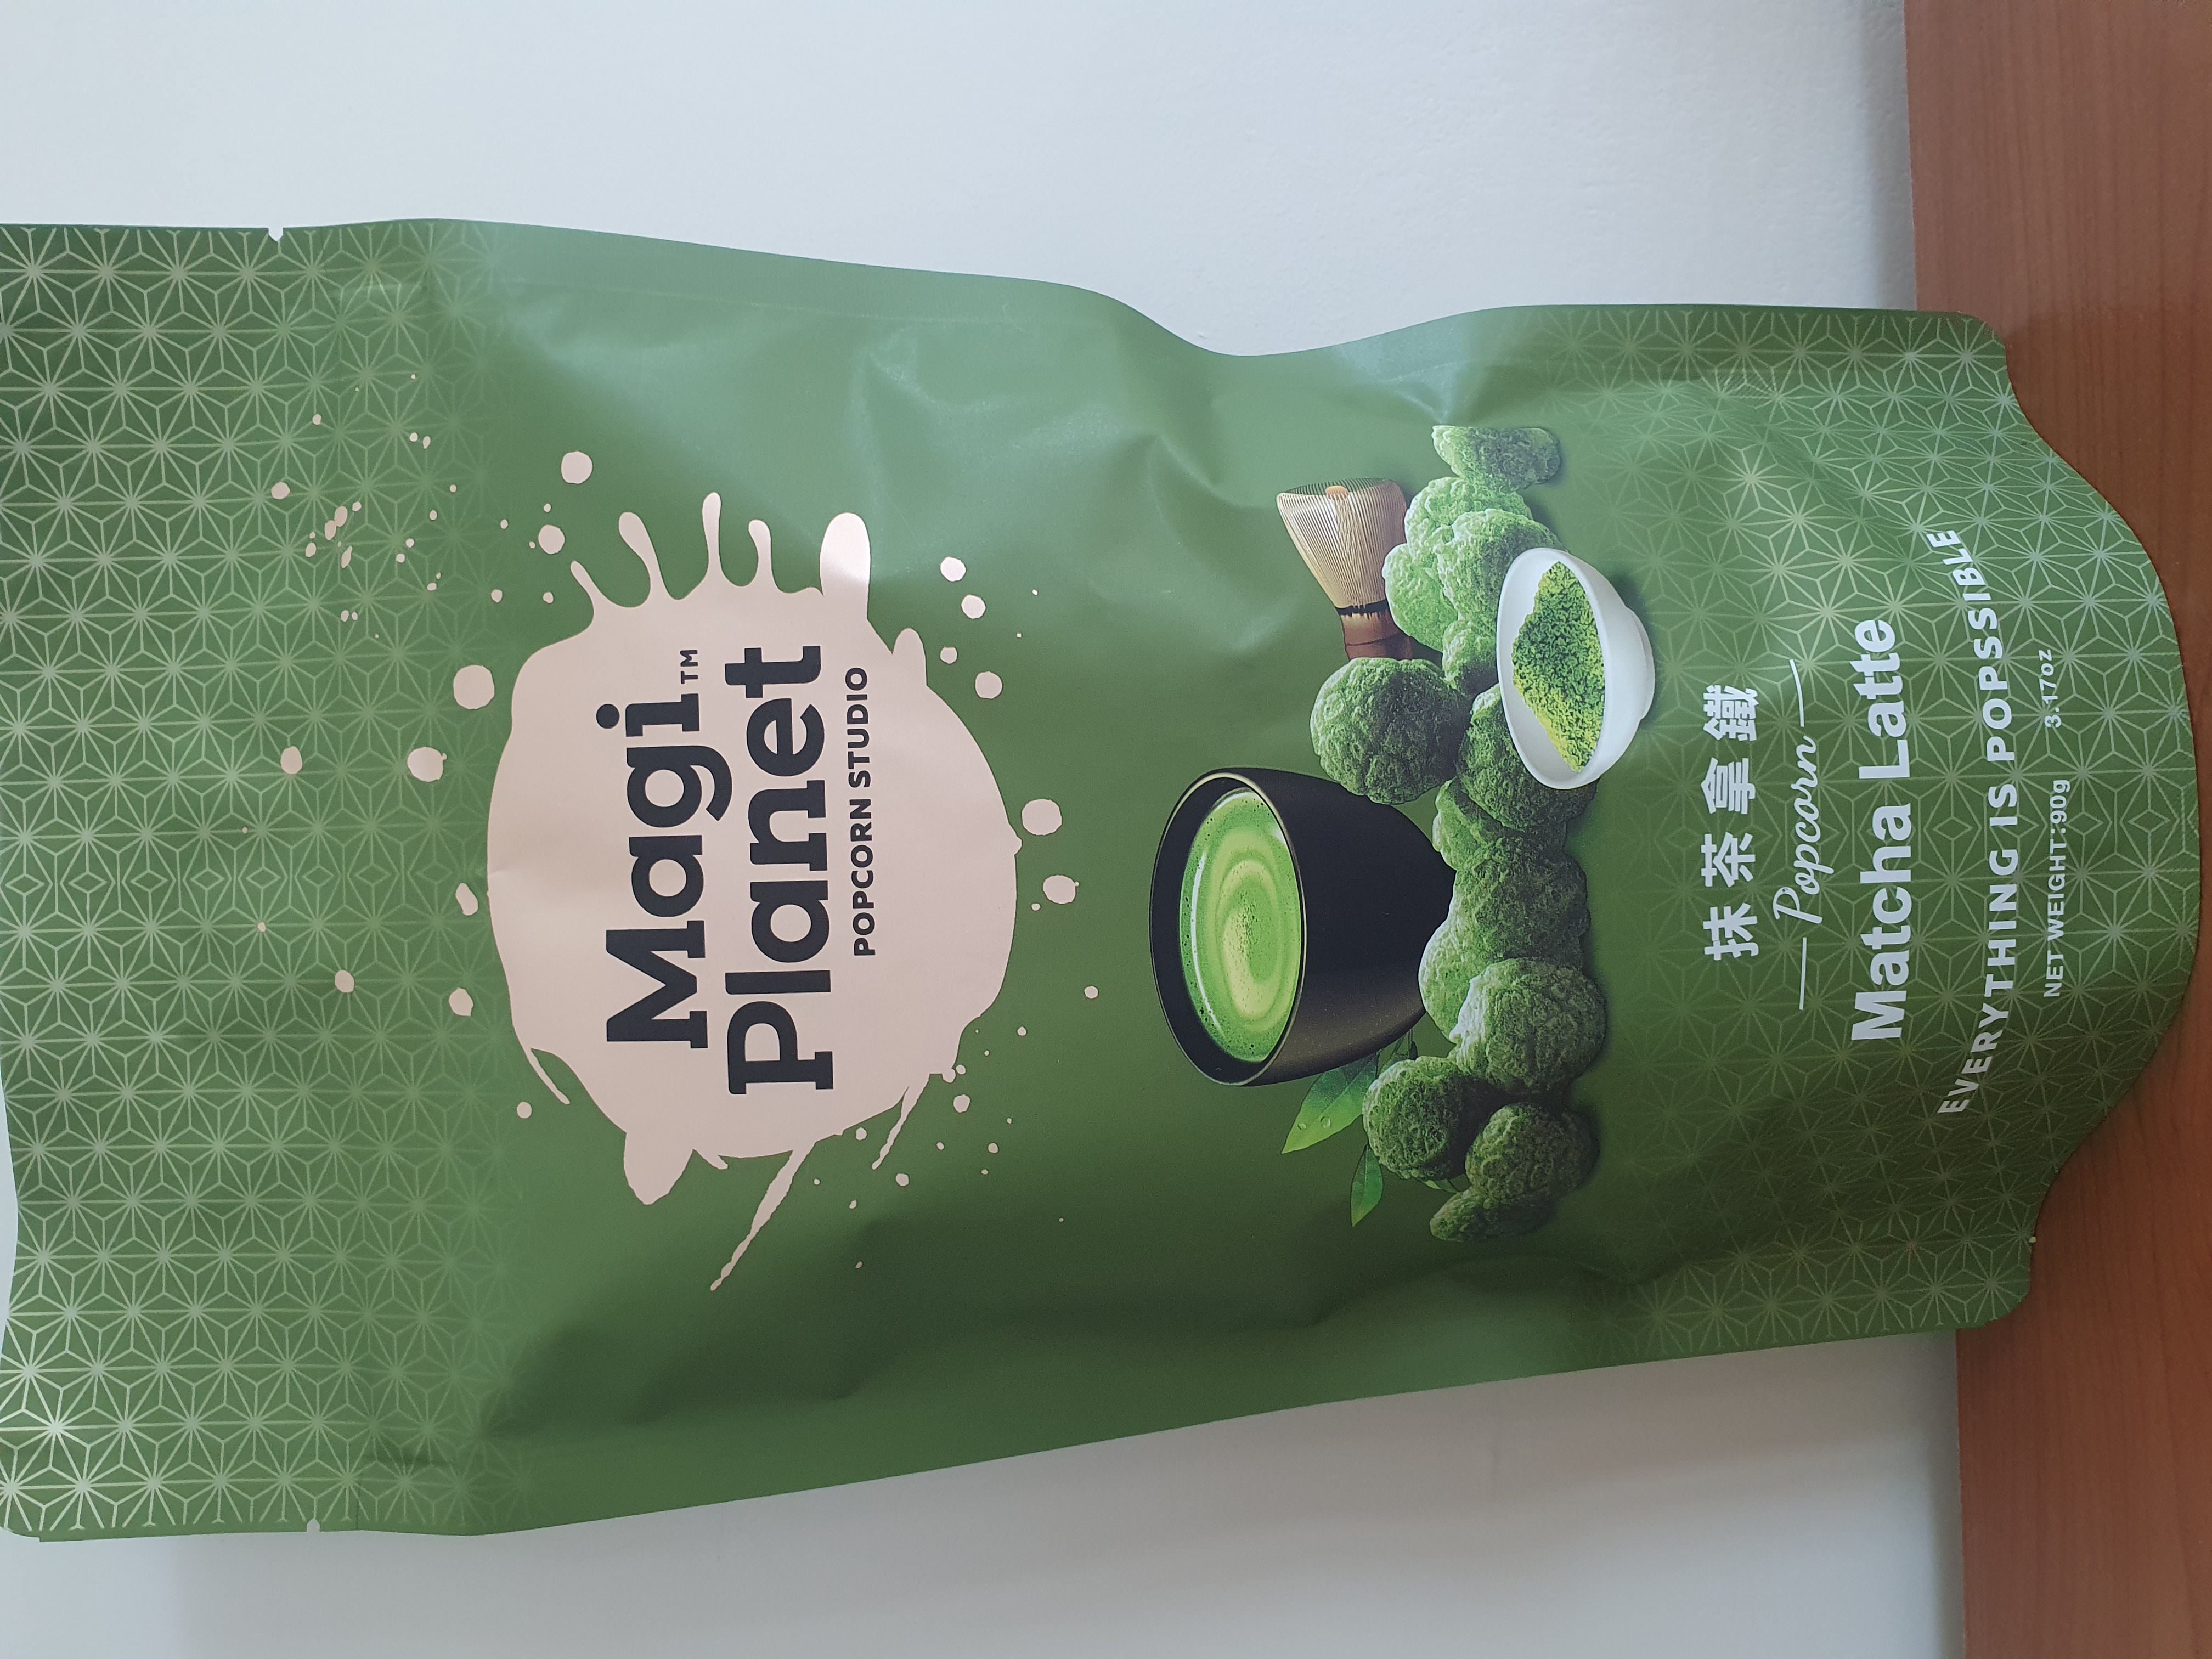 Magi™
Planet
POPCORN STUDIO
抹茶拿鐵
Popcorn
Matcha Latte
EVERYTHING IS POPSSIBLE
NET WEIGHT:90g 3.17oz